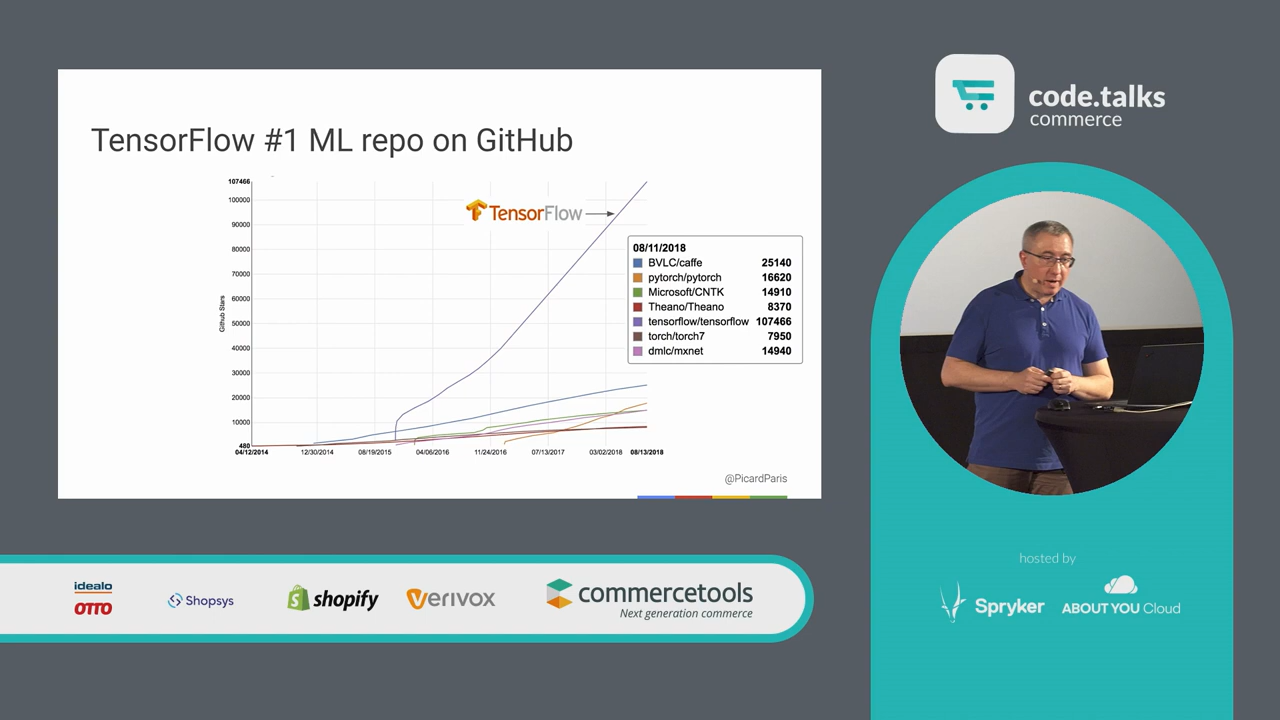 TensorFlow #1 ML repo on GitHub
107466
100000
90000
80000
70000
60000
50000
40000
30000
20000
10000
480
Github Stars
04/12/2014 12/30/2014 08/19/2015 04/06/2016 11/24/2016 07/13/2017 03/02/2018 08/13/2018
TensorFlow
08/11/2018
BVLC/caffe 25140
pytorch/pytorch 16620
Microsoft/CNTK 14910
Theano/Theano 8370
tensorflow/tensorflow 107466
torch/torch7 7950
dmlc/mxnet 14940
@PicardParis
code.talks
commerce
hosted by
Spryker
ABOUT YOU Cloud
idealo
OTTO
Shopsys
shopify
Verivox
commercetools
Next generation commerce